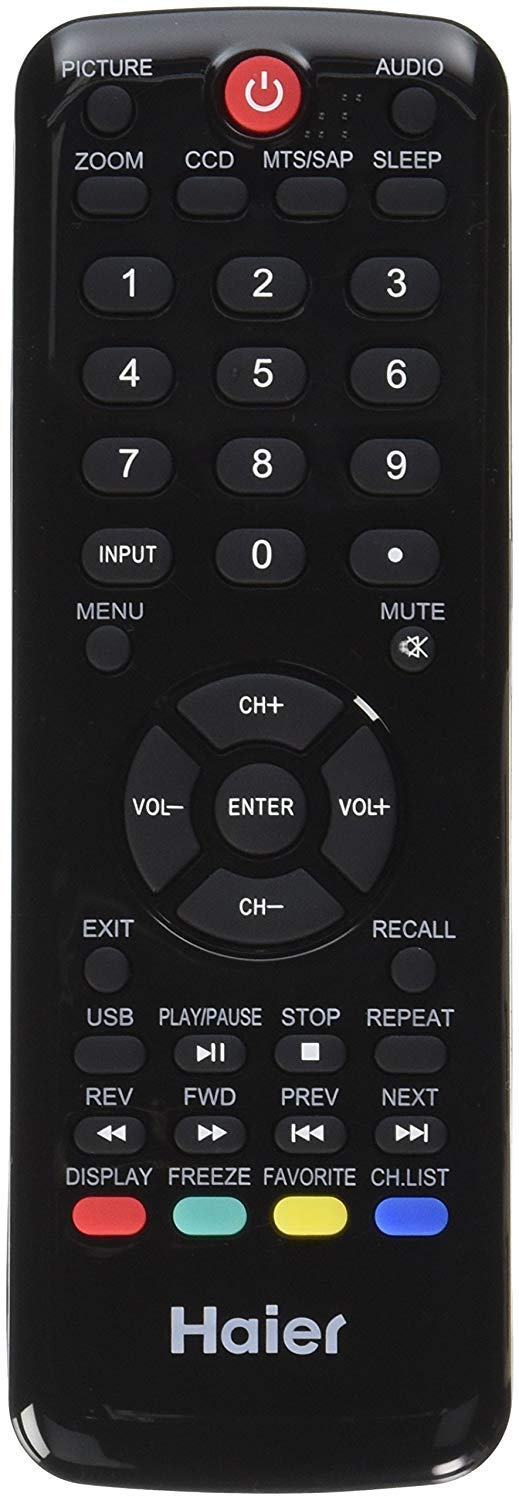 PICTURE AUDIO
ZOOM CCD MTS/SAP SLEEP
1 2 3
4 5 6
7 8 9
INPUT 0 •
MENU MUTE
CH+
VOL- ENTER VOL+
CH-
EXIT RECALL
USB PLAY/PAUSE STOP REPEAT
REV FWD PREV NEXT
DISPLAY FREEZE FAVORITE CH.LIST
Haier